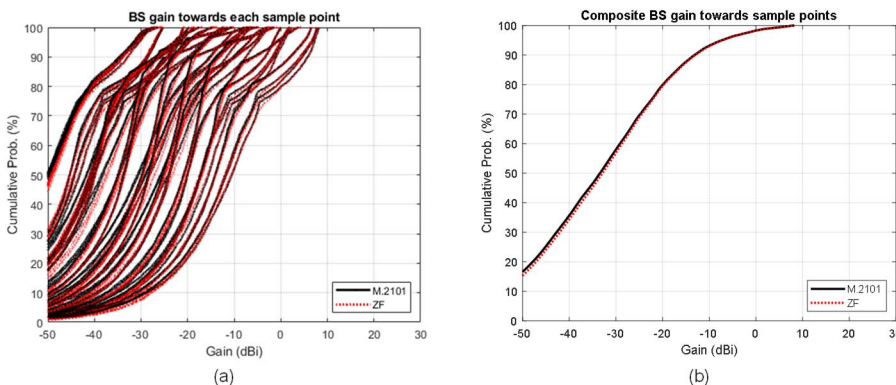 BS gain towards each sample point
Cumulative Prob. (%)
100
90
80
70
60
50
40
30
20
10
0
-50 -40 -30 -20 -10 0 10 20 30
Gain (dBi)
M.2101
ZF
(a)
Composite BS gain towards sample points
Cumulative Prob. (%)
100
90
80
70
60
50
40
30
20
10
0
-50 -40 -30 -20 -10 0 10 20 30
Gain (dBi)
M.2101
ZF
(b)